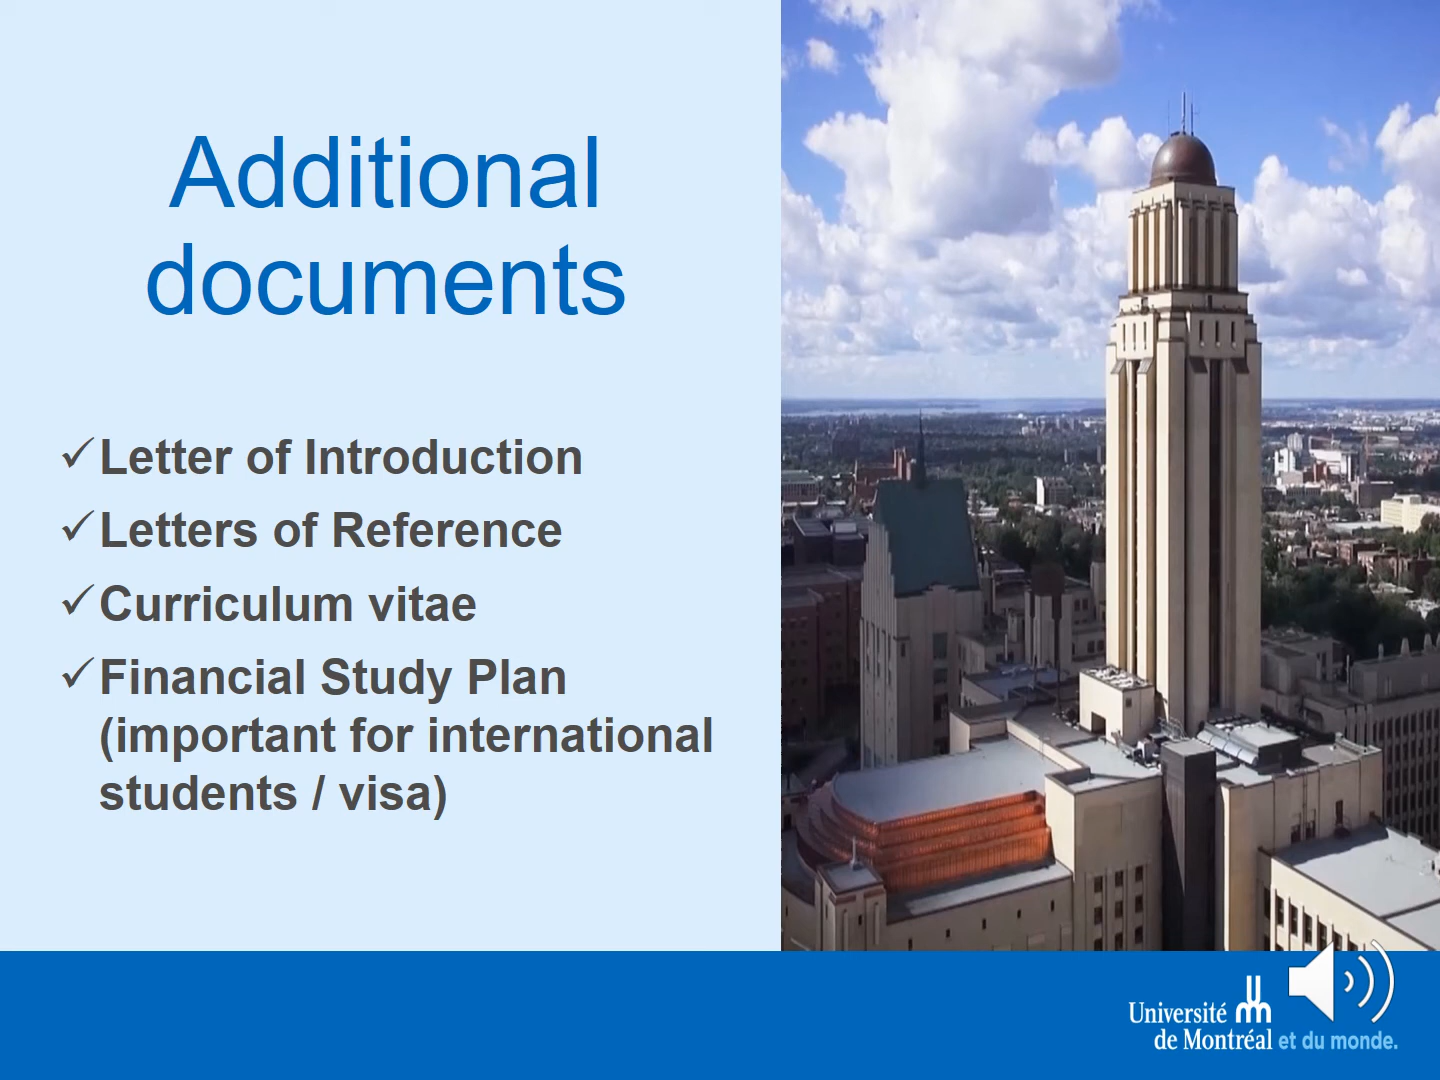 Additional
documents
✓Letter of Introduction
✓Letters of Reference
✓Curriculum vitae
✓Financial Study Plan
(important for international
students / visa)
Université
de Montréal et du monde.